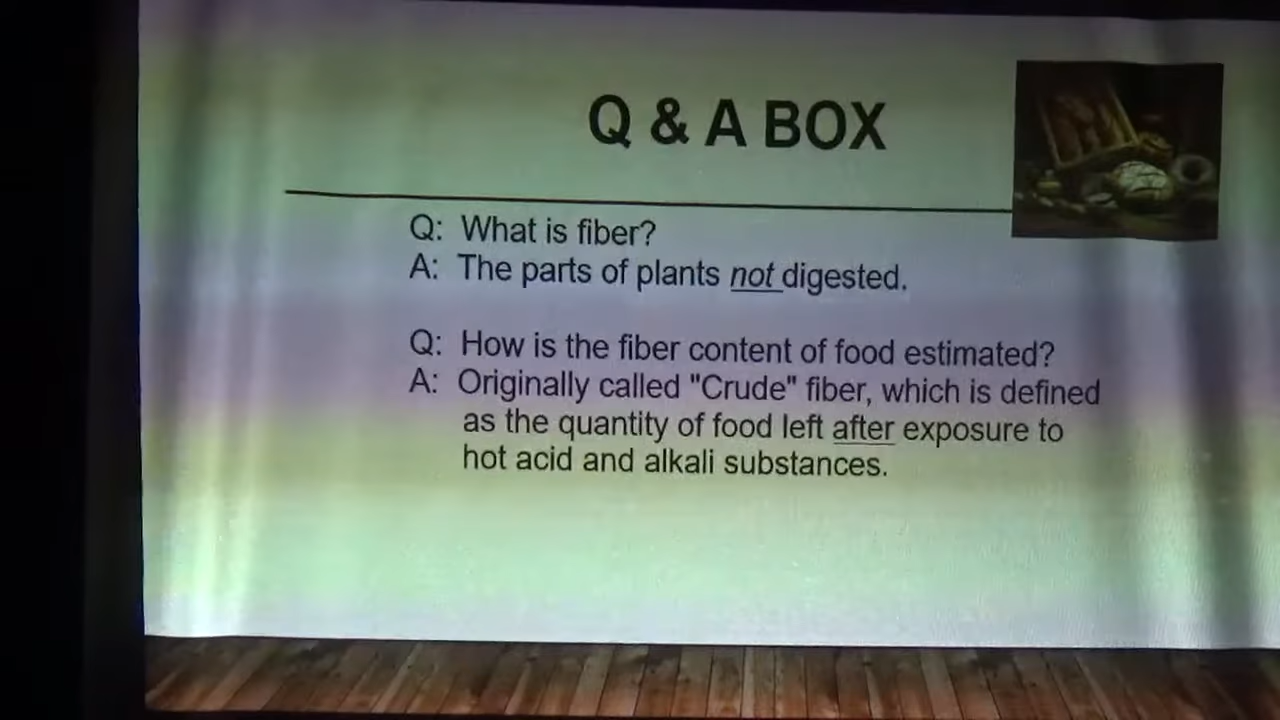 Q & A BOX
Q: What is fiber?
A: The parts of plants not digested.
Q: How is the fiber content of food estimated?
A: Originally called "Crude" fiber, which is defined
as the quantity of food left after exposure to
hot acid and alkali substances.